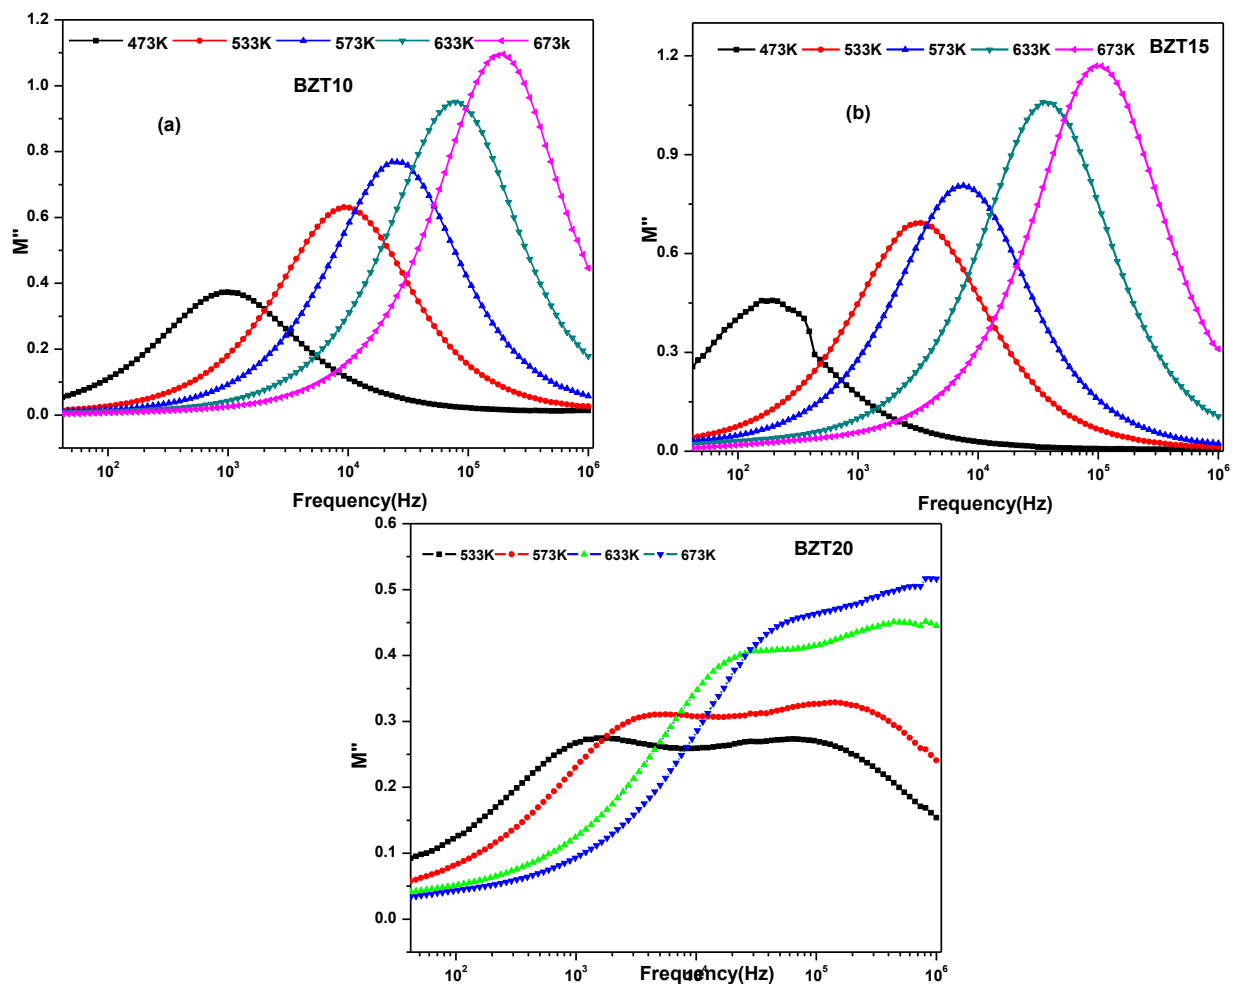 1.2
1.0
0.8
0.6
0.4
0.2
0.0
M"
473K 533K 573K 633K 673k
BZT10
(a)
10² 10³ 10⁴ 10⁵ 10⁶
Frequency(Hz)
1.2
0.9
0.6
0.3
0.0
M"
473K 533K 573K 633K 673K
BZT15
(b)
10² 10³ 10⁴ 10⁵ 10⁶
Frequency(Hz)
0.6
0.5
0.4
0.3
0.2
0.1
0.0
M"
533K 573K 633K 673K
BZT20
10² 10³ 10⁴ 10⁵ 10⁶
Frequency(Hz)